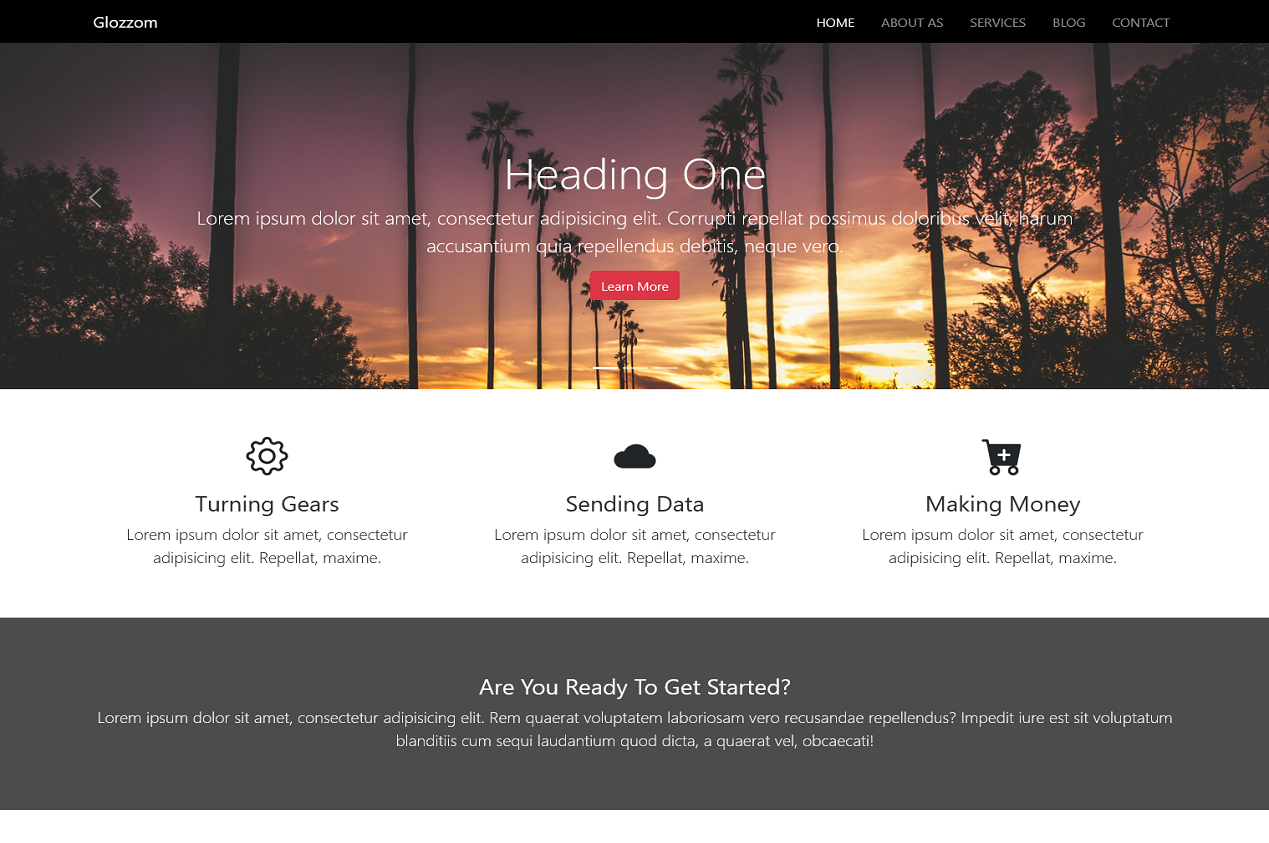 Glozzom
HOME ABOUT AS SERVICES BLOG CONTACT
Heading One
Lorem ipsum dolor sit amet, consectetur adipisicing elit. Corrupti repellat possimus doloribus velit, harum
accusantium quia repellendus debitis, neque vero.
Learn More
Turning Gears
Lorem ipsum dolor sit amet, consectetur
adipisicing elit. Repellat, maxime.
Sending Data
Lorem ipsum dolor sit amet, consectetur
adipisicing elit. Repellat, maxime.
Making Money
Lorem ipsum dolor sit amet, consectetur
adipisicing elit. Repellat, maxime.
Are You Ready To Get Started?
Lorem ipsum dolor sit amet, consectetur adipisicing elit. Rem quaerat voluptatem laboriosam vero recusandae repellendus? Impedit iure est sit voluptatum
blanditiis cum sequi laudantium quod dicta, a quaerat vel, obcaecati!